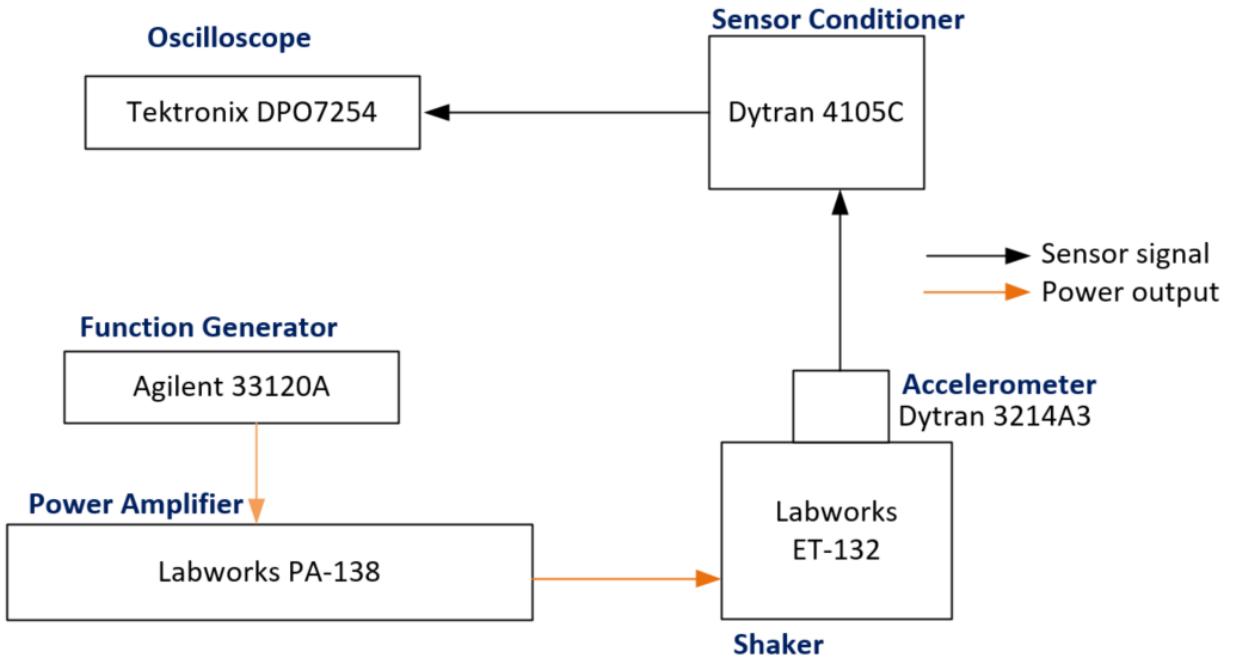 Sensor Conditioner
Oscilloscope
Tektronix DPO7254
Dytran 4105C
Sensor signal
Power output
Function Generator
Agilent 33120A
Accelerometer
Dytran 3214A3
Power Amplifier
Labworks PA-138
Labworks
ET-132
Shaker